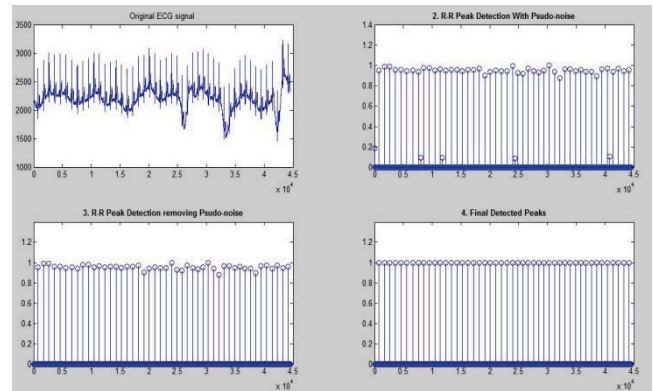 Original ECG signal
3500
3000
2500
2000
1500
1000
0 0.5 1 1.5 2 2.5 3 3.5 4 4.5
x 10⁴
2. R-R Peak Detection With Psudo-noise
1.4
1.2
1
0.8
0.6
0.4
0.2
0
0 0.5 1 1.5 2 2.5 3 3.5 4 4.5
x 10⁴
3. R-R Peak Detection removing Psudo-noise
1.2
1
0.8
0.6
0.4
0.2
0
0 0.5 1 1.5 2 2.5 3 3.5 4 4.5
x 10⁴
4. Final Detected Peaks
1.2
1
0.8
0.6
0.4
0.2
0
0 0.5 1 1.5 2 2.5 3 3.5 4 4.5
x 10⁴